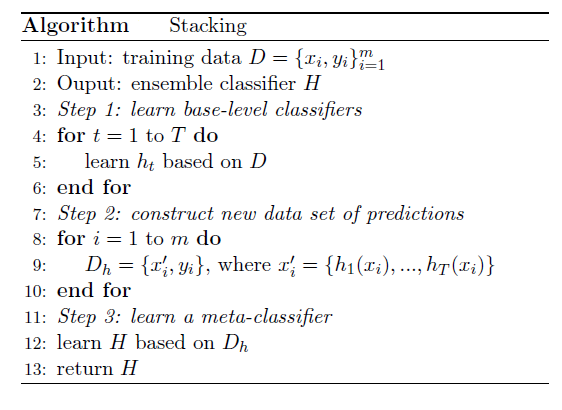 Algorithm Stacking
1: Input: training data D = {x_i, y_i}_{i=1}^{m}
2: Ouput: ensemble classifier H
3: Step 1: learn base-level classifiers
4: for t = 1 to T do
5: learn h_t based on D
6: end for
7: Step 2: construct new data set of predictions
8: for i = 1 to m do
9: D_h = {x'_i, y_i}, where x'_i = {h_1(x_i), ..., h_T(x_i)}
10: end for
11: Step 3: learn a meta-classifier
12: learn H based on D_h
13: return H